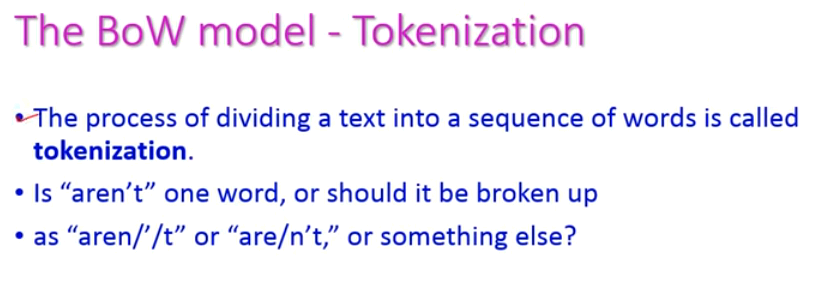 The BoW model - Tokenization
• The process of dividing a text into a sequence of words is called
tokenization.
• Is “aren’t” one word, or should it be broken up
• as “aren/’/t” or “are/n’t,” or something else?